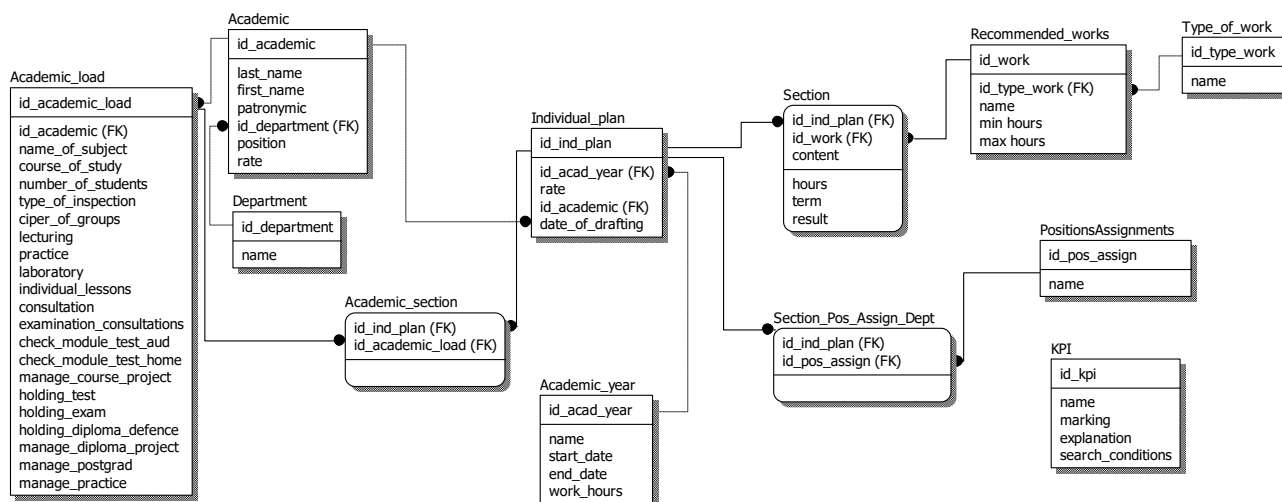 Academic_load
id_academic_load
id_academic (FK)
name_of_subject
course_of_study
number_of_students
type_of_inspection
ciper_of_groups
lecturing
practice
laboratory
individual_lessons
consultation
examination_consultations
check_module_test_aud
check_module_test_home
manage_course_project
holding_test
holding_exam
holding_diploma_defence
manage_diploma_project
manage_postgrad
manage_practice
Academic
id_academic
last_name
first_name
patronymic
id_department (FK)
position
rate
Department
id_department
name
Academic_section
id_ind_plan (FK)
id_academic_load (FK)
Individual_plan
id_ind_plan
id_acad_year (FK)
rate
id_academic (FK)
date_of_drafting
Academic_year
id_acad_year
name
start_date
end_date
work_hours
Section
id_ind_plan (FK)
id_work (FK)
content
hours
term
result
Section_Pos_Assign_Dept
id_ind_plan (FK)
id_pos_assign (FK)
Recommended_works
id_work
id_type_work (FK)
name
min hours
max hours
Type_of_work
id_type_work
name
PositionsAssignments
id_pos_assign
name
KPI
id_kpi
name
marking
explanation
search_conditions